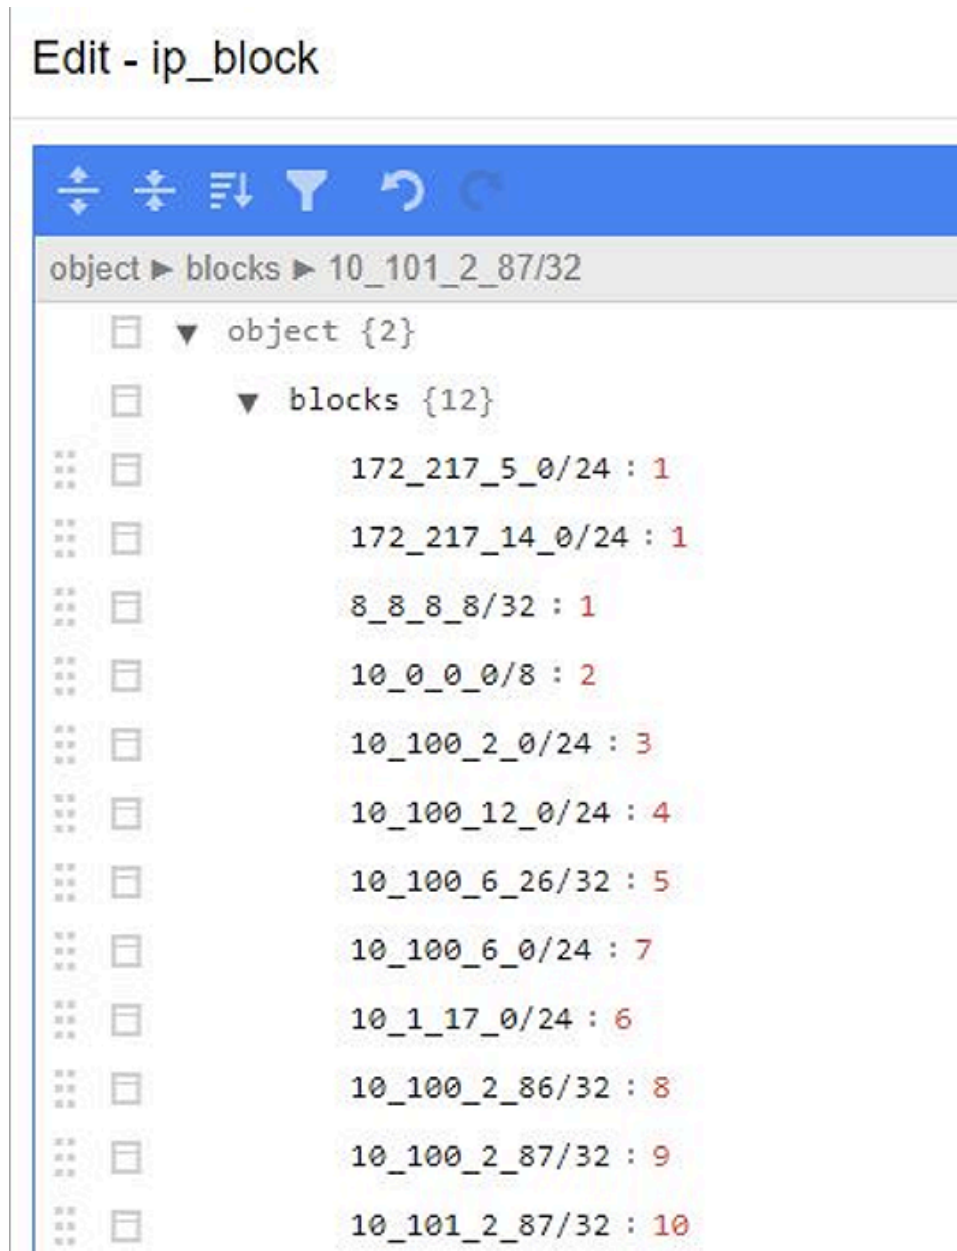 Edit - ip_block
object ► blocks ► 10_101_2_87/32
▼ object {2}
▼ blocks {12}
172_217_5_0/24 : 1
172_217_14_0/24 : 1
8_8_8_8/32 : 1
10_0_0_0/8 : 2
10_100_2_0/24 : 3
10_100_12_0/24 : 4
10_100_6_26/32 : 5
10_100_6_0/24 : 7
10_1_17_0/24 : 6
10_100_2_86/32 : 8
10_100_2_87/32 : 9
10_101_2_87/32 : 10